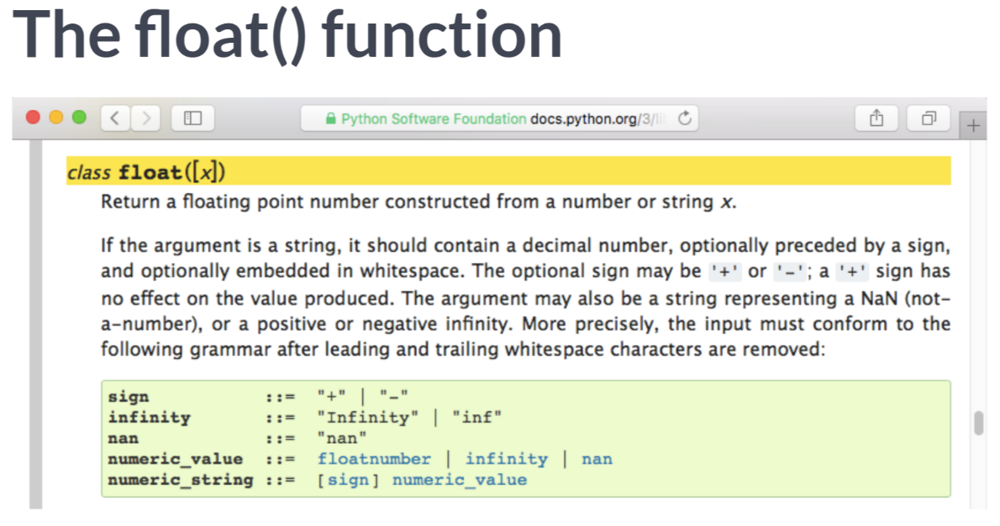 The float() function
Python Software Foundation docs.python.org/3/li
class float([x])
Return a floating point number constructed from a number or string x.
If the argument is a string, it should contain a decimal number, optionally preceded by a sign,
and optionally embedded in whitespace. The optional sign may be '+' or '-'; a '+' sign has
no effect on the value produced. The argument may also be a string representing a NaN (not-
a-number), or a positive or negative infinity. More precisely, the input must conform to the
following grammar after leading and trailing whitespace characters are removed:
sign ::= "+" | "-"
infinity ::= "Infinity" | "inf"
nan ::= "nan"
numeric_value ::= floatnumber | infinity | nan
numeric_string ::= [sign] numeric_value